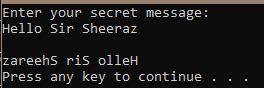 Enter your secret message:
Hello Sir Sheeraz
zareehS riS olleH
Press any key to continue . . .